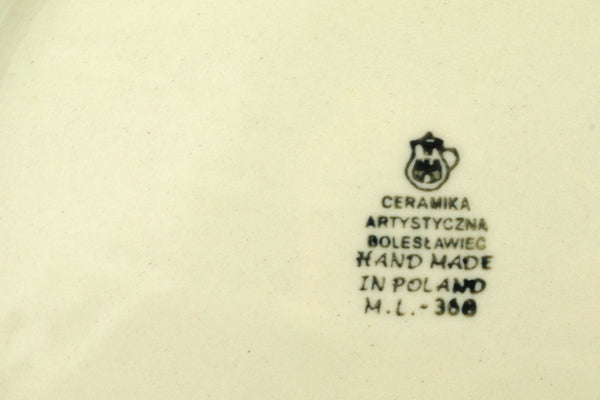 CERAMIKA
ARTYSTYCZNA
BOLESŁAWIEC
HAND MADE
IN POLAND
M.L.-360